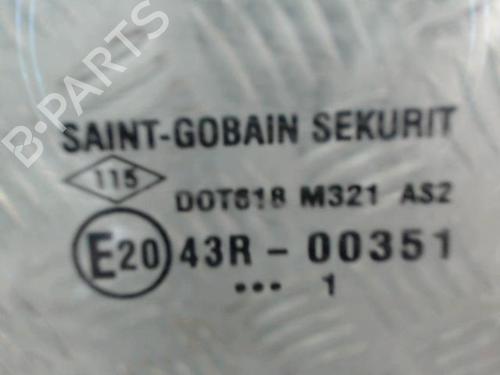 B-PARTS
SAINT-GOBAIN SEKURIT
115
DOT618 M321 AS2
E20 43R - 00351
••• 1